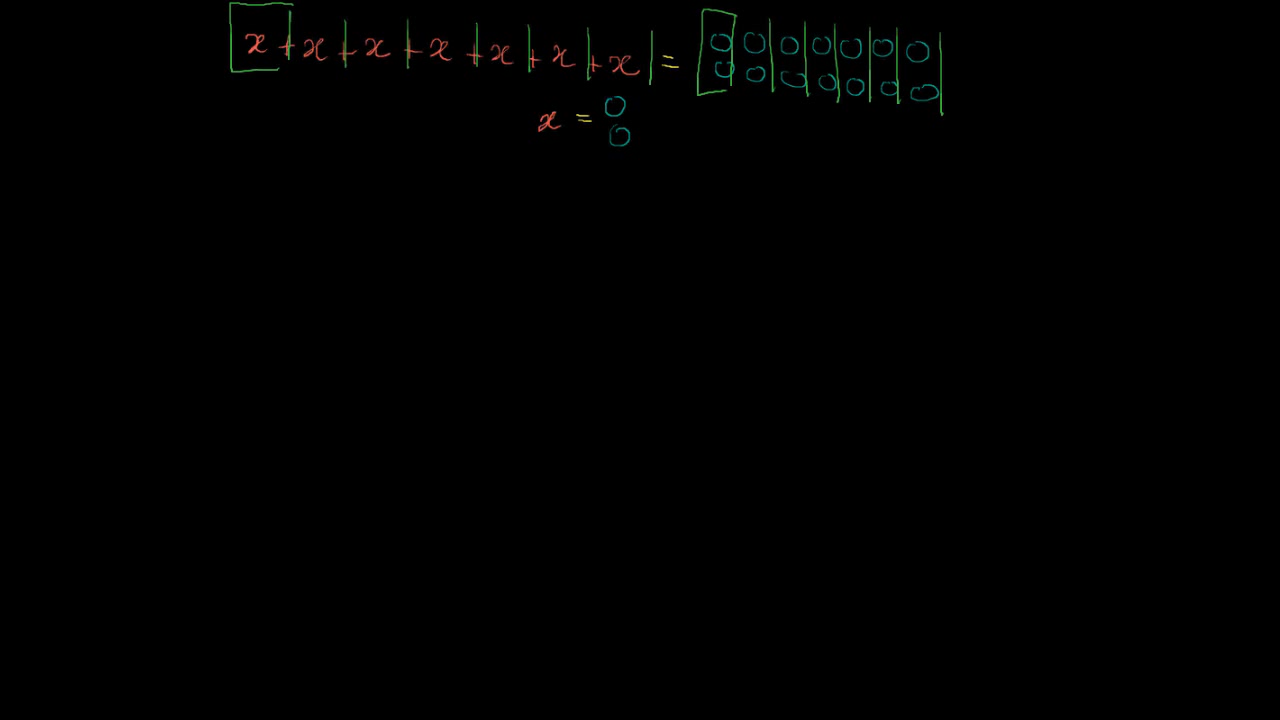 x + x + x + x + x + x + x =
x =